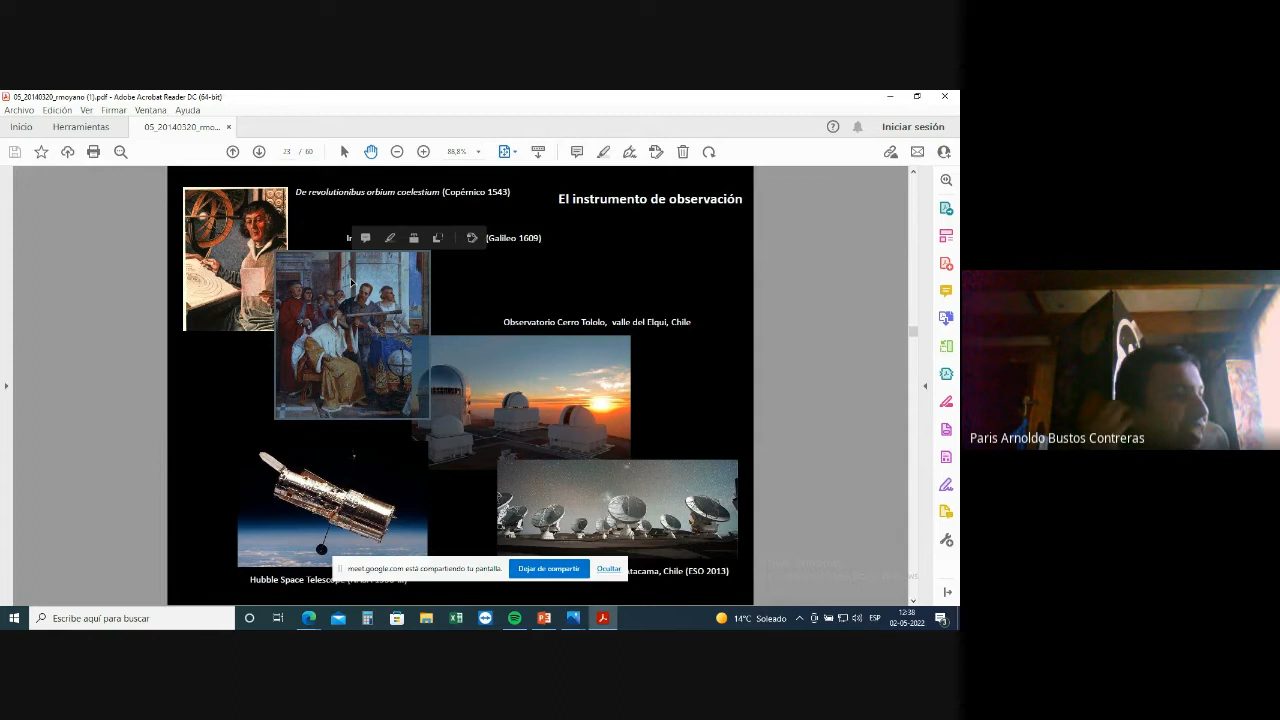 05_20140320_rmoyano (1).pdf - Adobe Acrobat Reader DC (64-bit)
Archivo Edición Ver Firmar Ventana Ayuda
Inicio Herramientas 05_20140320_rmo... × Iniciar sesión
23 / 60 88,8%
De revolutionibus orbium coelestium (Copérnico 1543)
El instrumento de observación
(Galileo 1609)
Observatorio Cerro Tololo, valle del Elqui, Chile
Paris Arnoldo Bustos Contreras
meet.google.com está compartiendo tu pantalla. Dejar de compartir Ocultar
tacama, Chile (ESO 2013)
Hubble Space Telescope
Escribe aquí para buscar
14°C Soleado ESP
12:38
02-05-2022